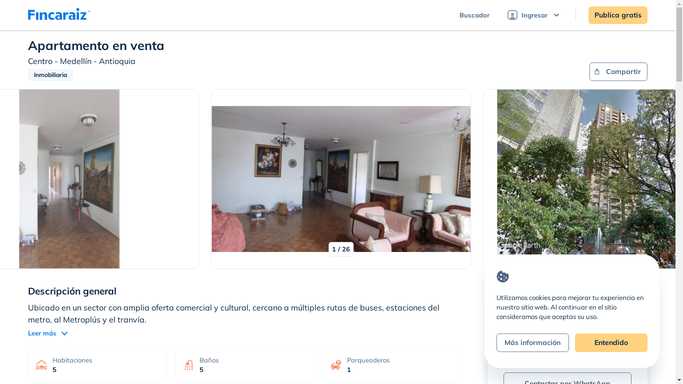 Fincaraiz
Buscador
Ingresar
Publica gratis
Apartamento en venta
Centro - Medellín - Antioquia
Inmobiliaria
Compartir
1 / 26
Earth
Descripción general
Ubicado en un sector con amplia oferta comercial y cultural, cercano a múltiples rutas de buses, estaciones del
metro, al Metroplús y el tranvía.
Leer más
Habitaciones
5
Baños
5
Parqueaderos
1
Utilizamos cookies para mejorar tu experiencia en
nuestro sitio web. Al continuar en el sitio
consideramos que aceptas su uso.
Más información
Entendido
Contactar por WhatsApp